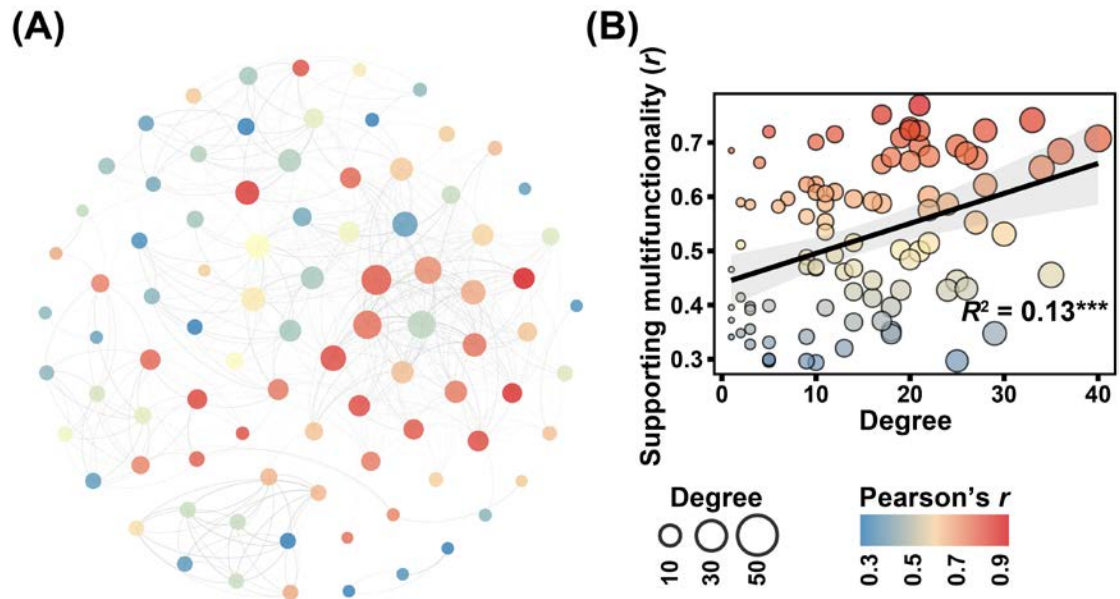 (A)
(B)
Supporting multifunctionality (r)
0.7
0.6
0.5
0.4
0.3
R² = 0.13***
0 10 20 30 40
Degree
Degree
10 30 50
Pearson's r
0.3 0.5 0.7 0.9